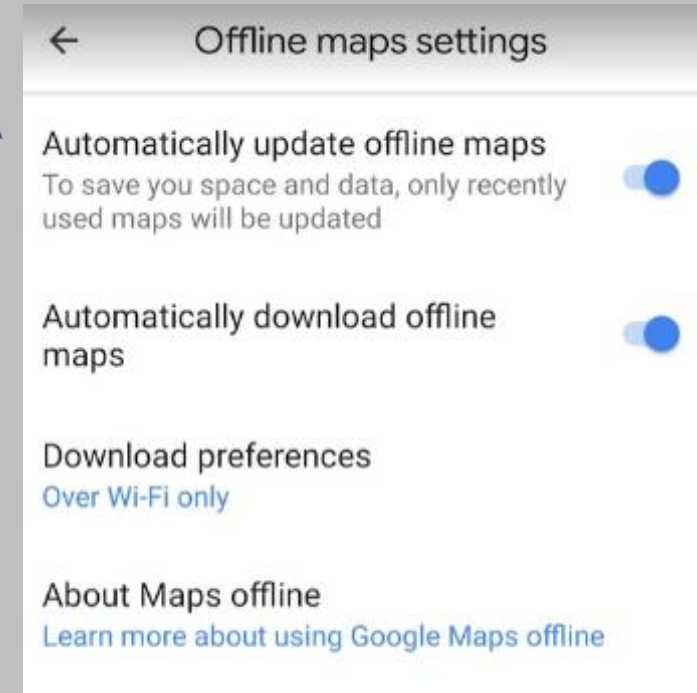 Offline maps settings
Automatically update offline maps
To save you space and data, only recently
used maps will be updated
Automatically download offline
maps
Download preferences
Over Wi-Fi only
About Maps offline
Learn more about using Google Maps offline